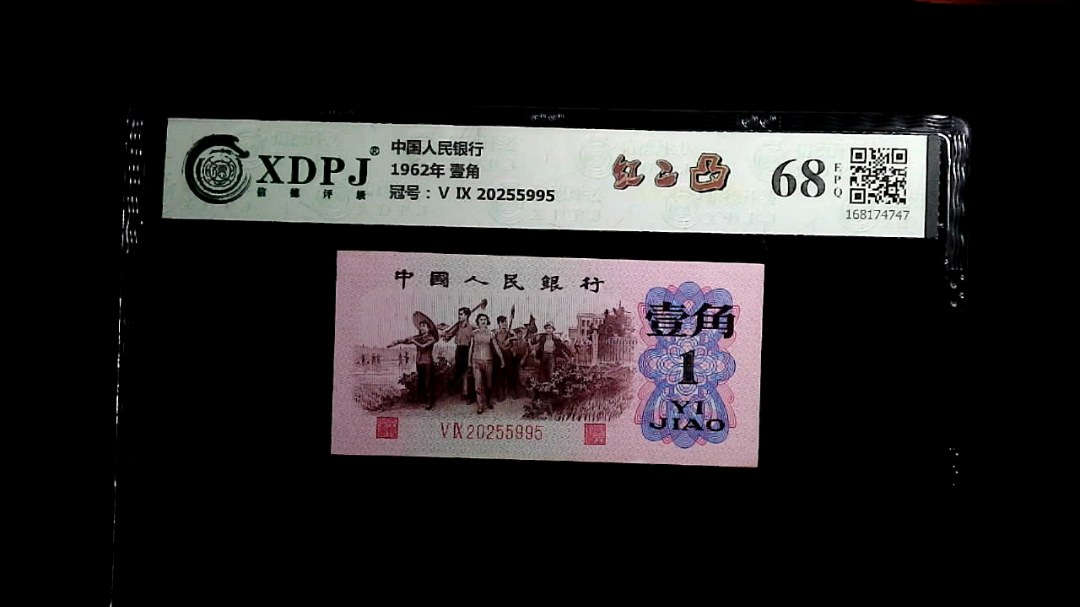 XDPJ®
信德评级
中国人民银行
1962年 壹角
冠号：V Ⅸ 20255995
红二凸
68
EPQ
168174747
中國人民銀行
壹角
1
YI
JIAO
V Ⅸ 20255995